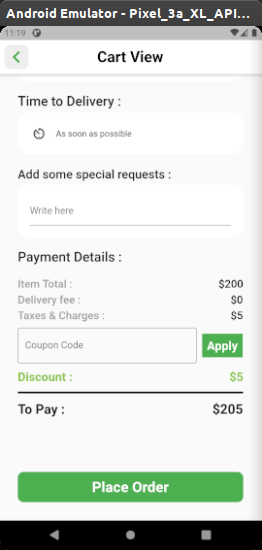 Android Emulator - Pixel_3a_XL_API...
11:19
Cart View
Time to Delivery :
As soon as possible
Add some special requests :
Write here
Payment Details :
Item Total : $200
Delivery fee : $0
Taxes & Charges : $5
Coupon Code Apply
Discount : $5
To Pay : $205
Place Order